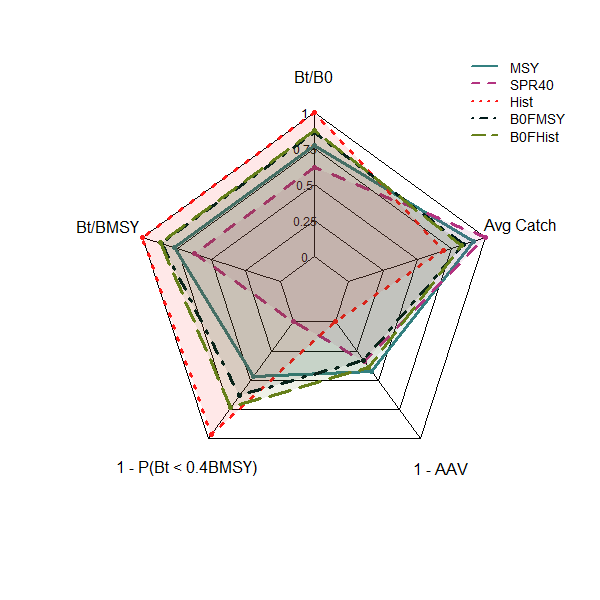 Bt/B0
MSY
SPR40
Hist
B0FMSY
B0FHist
1
0.75
0.5
0.25
0
Bt/BMSY
Avg Catch
1 - P(Bt < 0.4BMSY)
1 - AAV